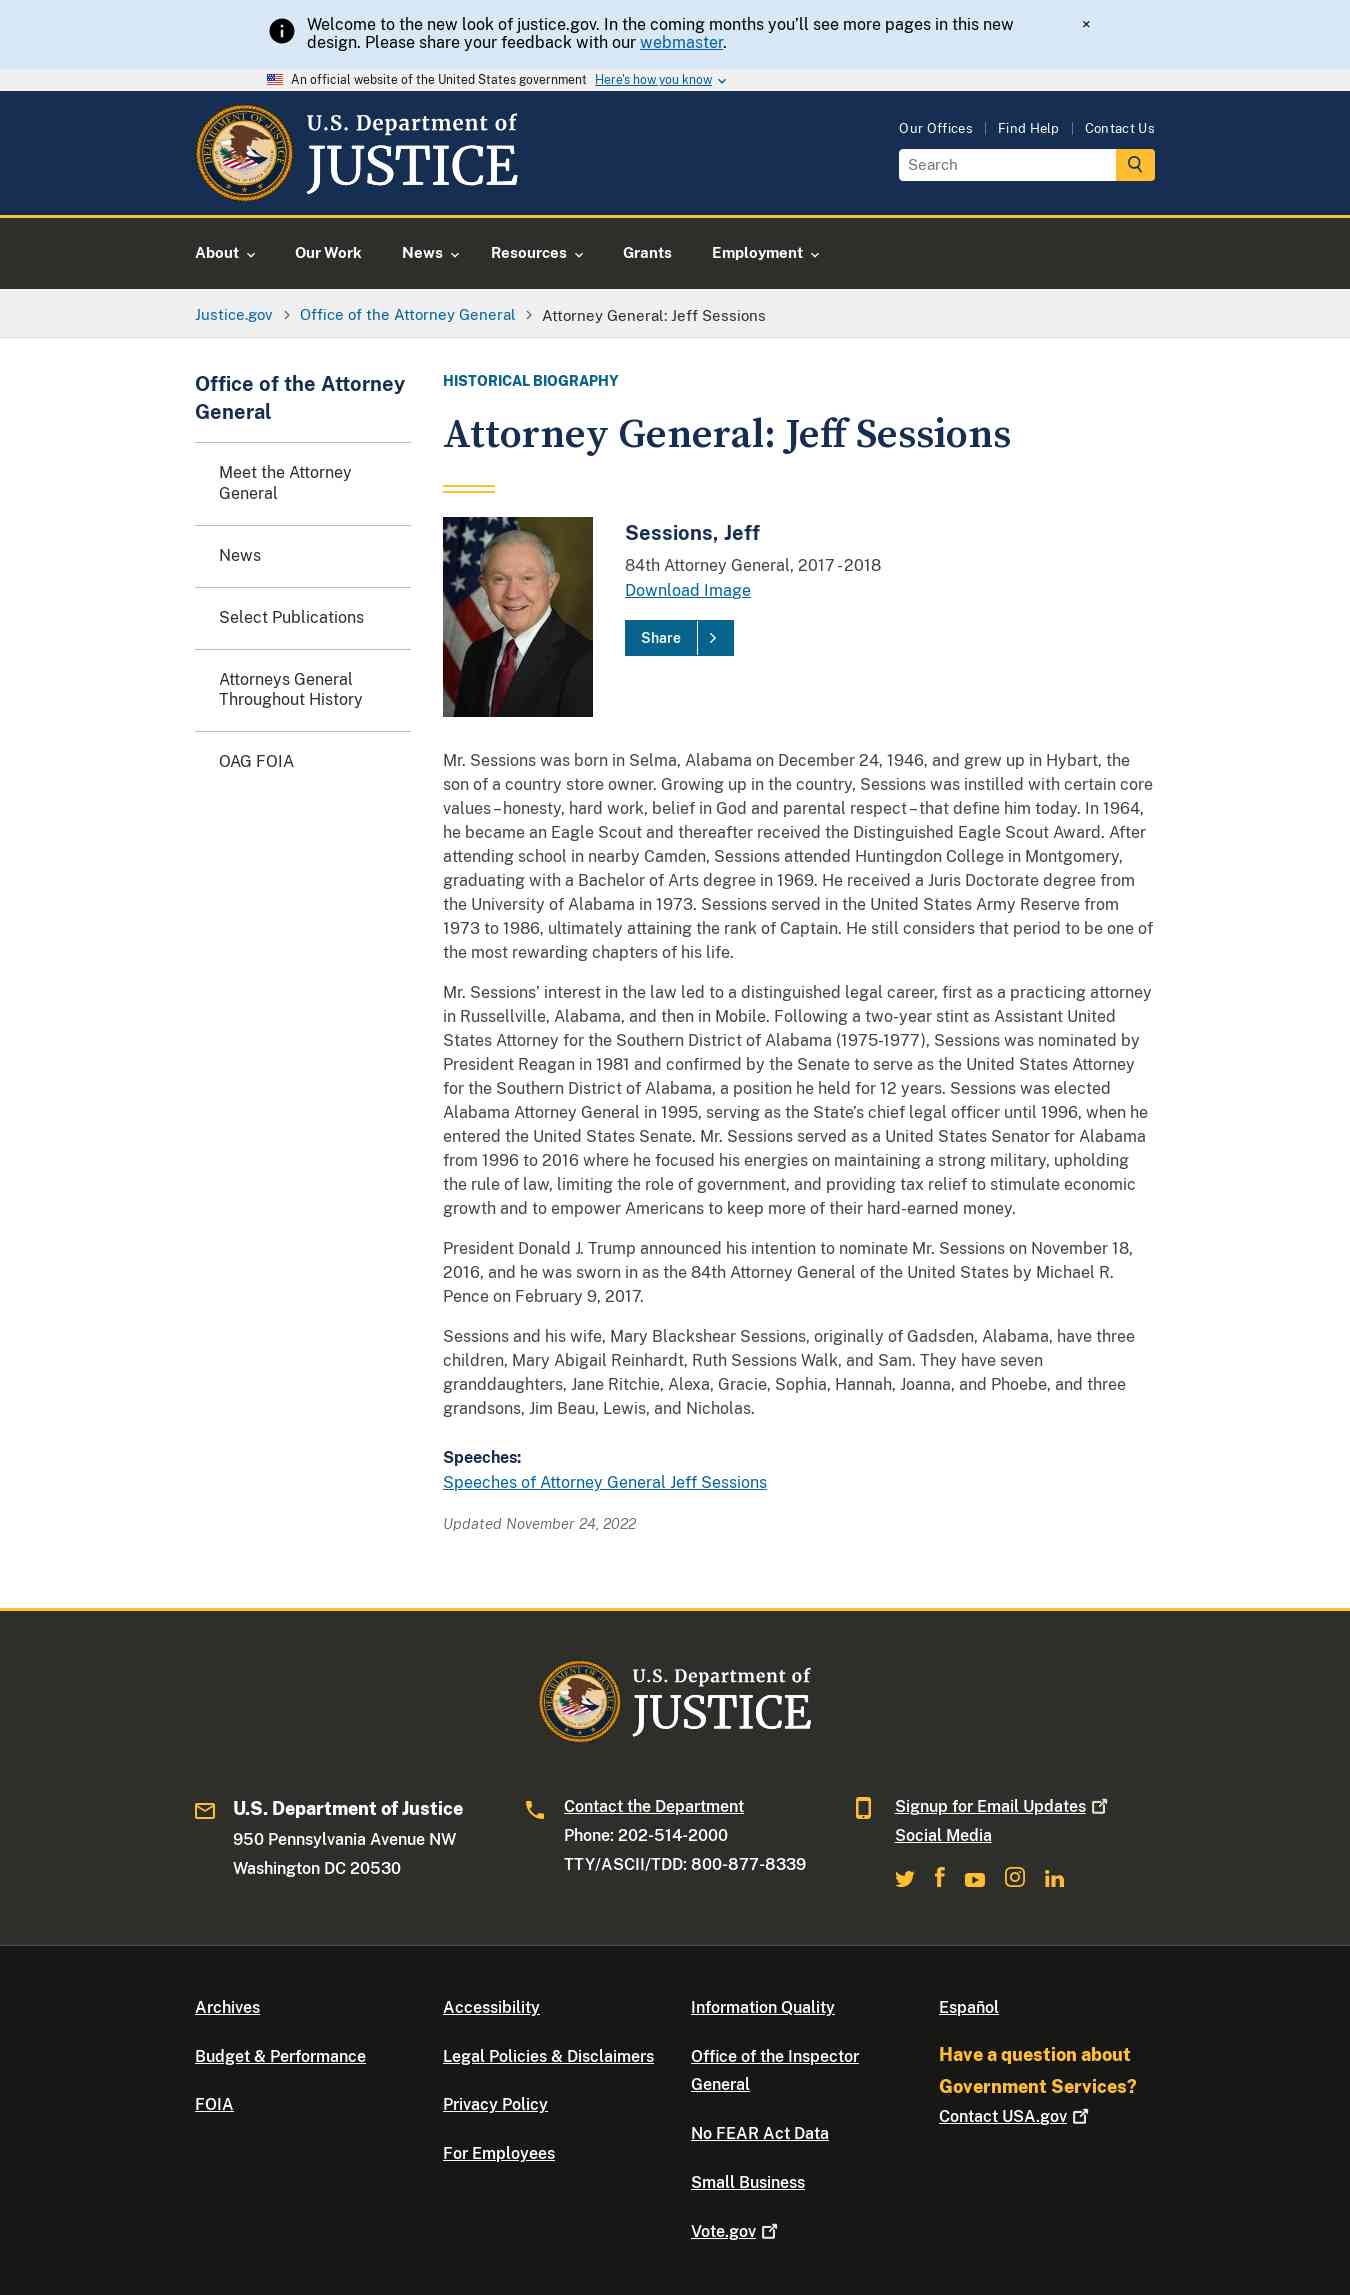 Welcome to the new look of justice.gov. In the coming months you’ll see more pages in this new
design. Please share your feedback with our webmaster.
×
An official website of the United States government Here's how you know
U.S. Department of
JUSTICE
Our Offices
Find Help
Contact Us
Search
About
Our Work
News
Resources
Grants
Employment
Justice.gov
Office of the Attorney General
Attorney General: Jeff Sessions
Office of the Attorney
General
Meet the Attorney
General
News
Select Publications
Attorneys General
Throughout History
OAG FOIA
HISTORICAL BIOGRAPHY
Attorney General: Jeff Sessions
Sessions, Jeff
84th Attorney General, 2017 - 2018
Download Image
Share
Mr. Sessions was born in Selma, Alabama on December 24, 1946, and grew up in Hybart, the
son of a country store owner. Growing up in the country, Sessions was instilled with certain core
values – honesty, hard work, belief in God and parental respect – that define him today. In 1964,
he became an Eagle Scout and thereafter received the Distinguished Eagle Scout Award. After
attending school in nearby Camden, Sessions attended Huntingdon College in Montgomery,
graduating with a Bachelor of Arts degree in 1969. He received a Juris Doctorate degree from
the University of Alabama in 1973. Sessions served in the United States Army Reserve from
1973 to 1986, ultimately attaining the rank of Captain. He still considers that period to be one of
the most rewarding chapters of his life.
Mr. Sessions’ interest in the law led to a distinguished legal career, first as a practicing attorney
in Russellville, Alabama, and then in Mobile. Following a two-year stint as Assistant United
States Attorney for the Southern District of Alabama (1975-1977), Sessions was nominated by
President Reagan in 1981 and confirmed by the Senate to serve as the United States Attorney
for the Southern District of Alabama, a position he held for 12 years. Sessions was elected
Alabama Attorney General in 1995, serving as the State’s chief legal officer until 1996, when he
entered the United States Senate. Mr. Sessions served as a United States Senator for Alabama
from 1996 to 2016 where he focused his energies on maintaining a strong military, upholding
the rule of law, limiting the role of government, and providing tax relief to stimulate economic
growth and to empower Americans to keep more of their hard-earned money.
President Donald J. Trump announced his intention to nominate Mr. Sessions on November 18,
2016, and he was sworn in as the 84th Attorney General of the United States by Michael R.
Pence on February 9, 2017.
Sessions and his wife, Mary Blackshear Sessions, originally of Gadsden, Alabama, have three
children, Mary Abigail Reinhardt, Ruth Sessions Walk, and Sam. They have seven
granddaughters, Jane Ritchie, Alexa, Gracie, Sophia, Hannah, Joanna, and Phoebe, and three
grandsons, Jim Beau, Lewis, and Nicholas.
Speeches:
Speeches of Attorney General Jeff Sessions
Updated November 24, 2022
U.S. Department of
JUSTICE
U.S. Department of Justice
950 Pennsylvania Avenue NW
Washington DC 20530
Contact the Department
Phone: 202-514-2000
TTY/ASCII/TDD: 800-877-8339
Signup for Email Updates
Social Media
Archives
Budget & Performance
FOIA
Accessibility
Legal Policies & Disclaimers
Privacy Policy
For Employees
Information Quality
Office of the Inspector
General
No FEAR Act Data
Small Business
Vote.gov
Español
Have a question about
Government Services?
Contact USA.gov